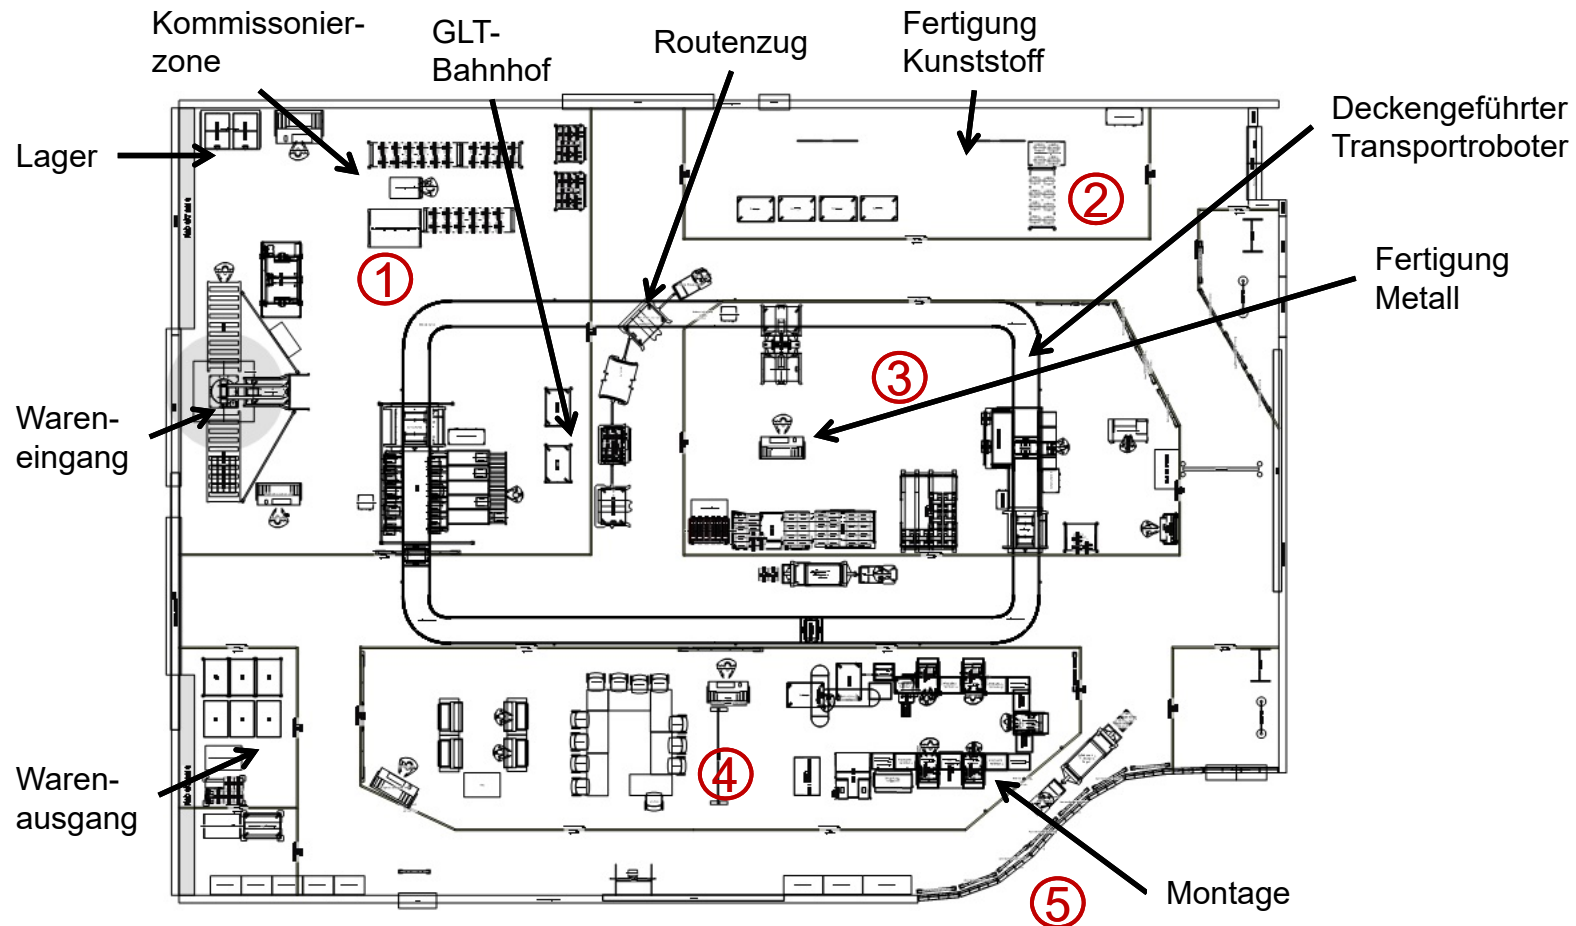 Kommissonier-
zone
GLT-
Bahnhof
Routenzug
Fertigung
Kunststoff
Deckengeführter
Transportroboter
Lager
Fertigung
Metall
Waren-
eingang
Waren-
ausgang
Montage
1
2
3
4
5